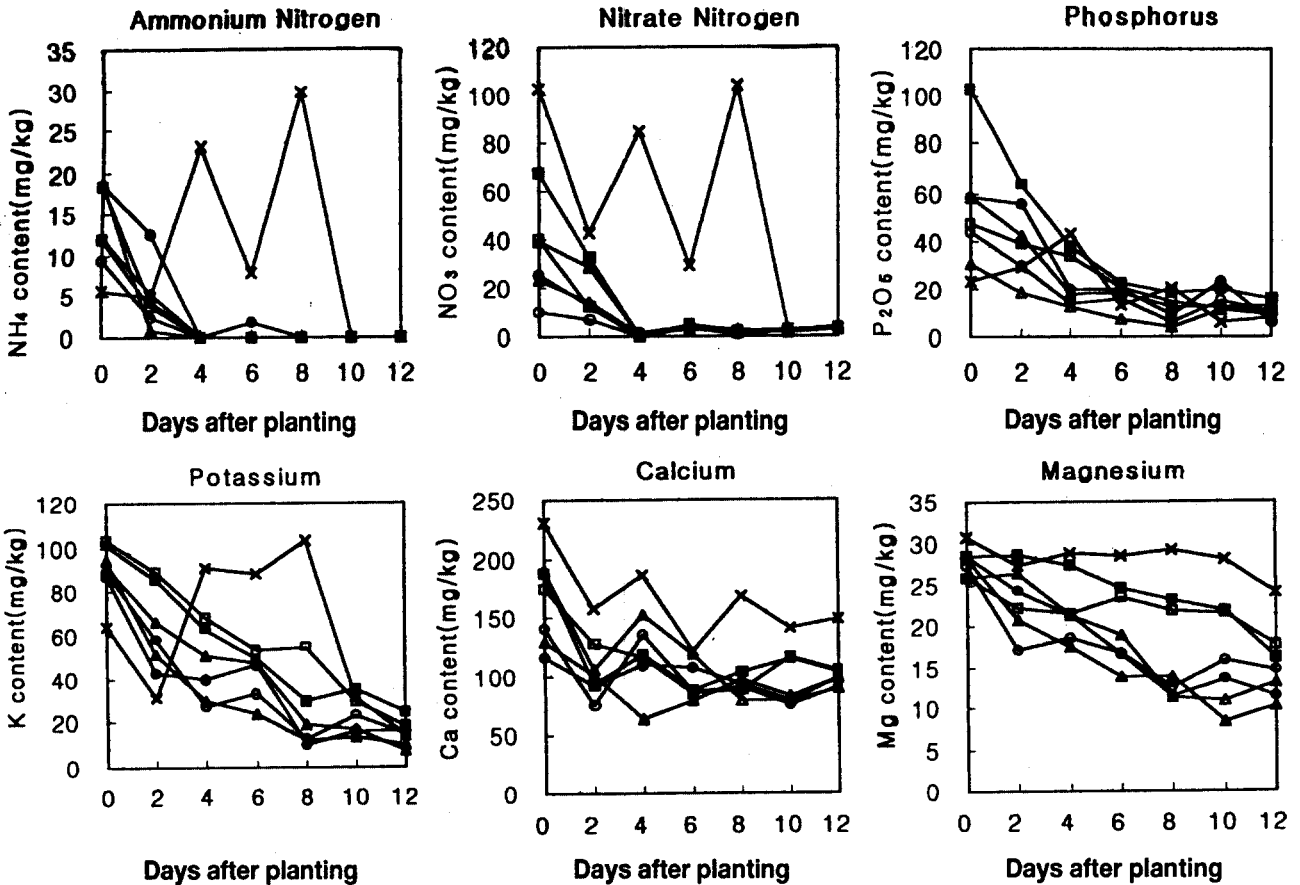 Ammonium Nitrogen
NH4 content(mg/kg)
35
30
25
20
15
10
5
0
0 2 4 6 8 10 12
Days after planting
Nitrate Nitrogen
NO3 content(mg/kg)
120
100
80
60
40
20
0
0 2 4 6 8 10 12
Days after planting
Phosphorus
P2O5 content(mg/kg)
120
100
80
60
40
20
0
0 2 4 6 8 10 12
Days after planting
Potassium
K content(mg/kg)
120
100
80
60
40
20
0
0 2 4 6 8 10 12
Days after planting
Calcium
Ca content(mg/kg)
250
200
150
100
50
0
0 2 4 6 8 10 12
Days after planting
Magnesium
Mg content(mg/kg)
35
30
25
20
15
10
5
0
0 2 4 6 8 10 12
Days after planting